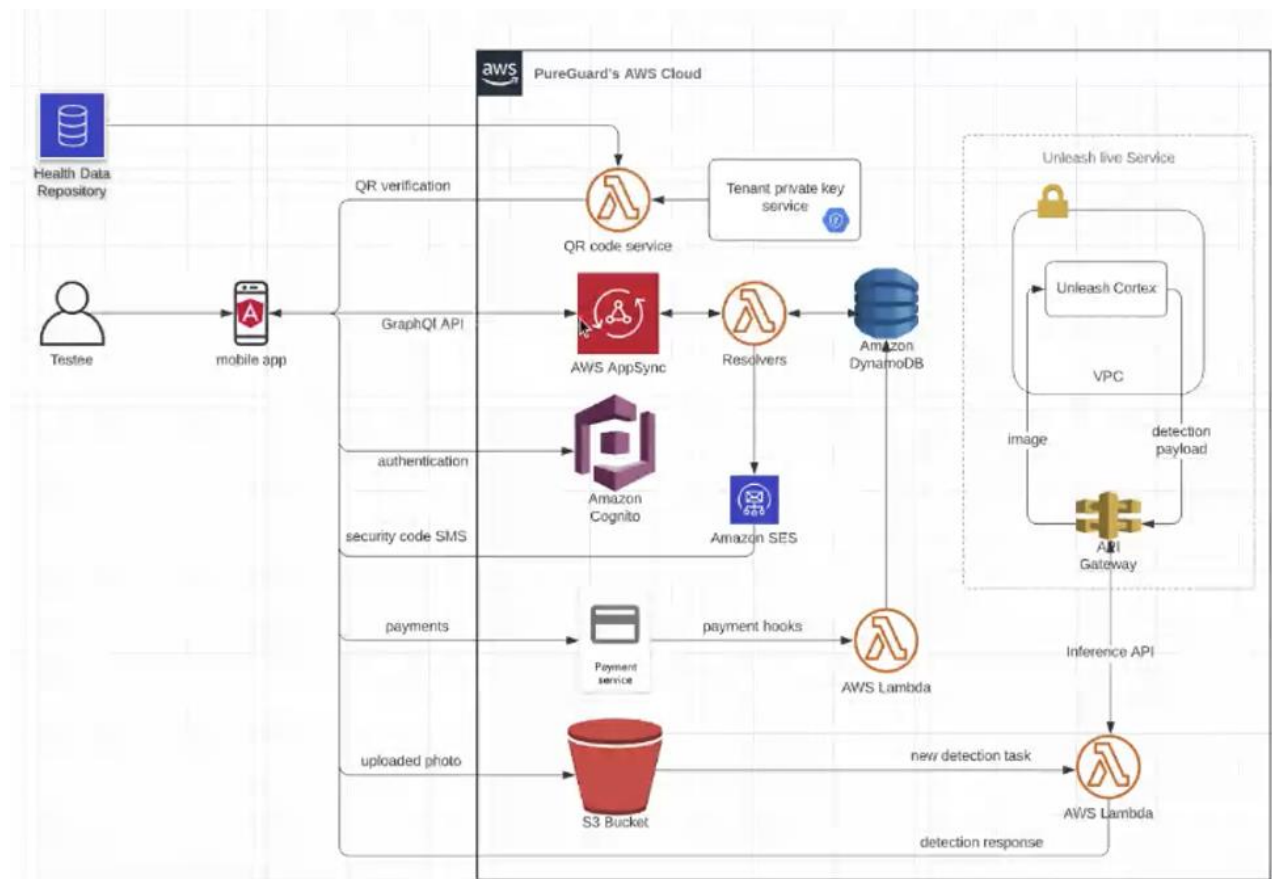 aws
PureGuard's AWS Cloud
Health Data
Repository
QR verification
QR code service
Tenant private key
service
Unleash live Service
Unleash Cortex
VPC
Testee
mobile app
GraphQl API
AWS AppSync
Resolvers
Amazon
DynamoDB
image
detection
payload
authentication
Amazon
Cognito
security code SMS
Amazon SES
API
Gateway
payments
Payment
service
payment hooks
AWS Lambda
Inference API
uploaded photo
S3 Bucket
new detection task
AWS Lambda
detection response